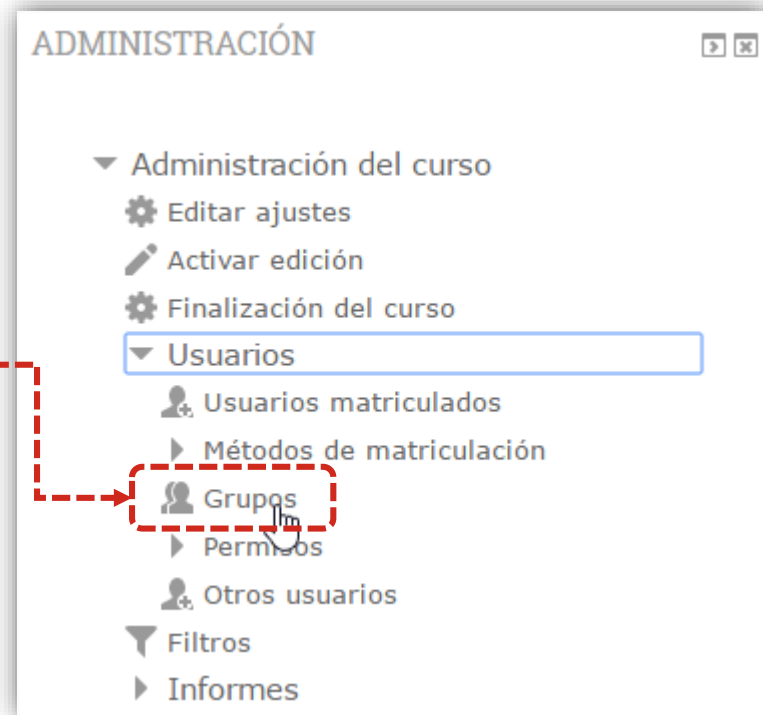 ADMINISTRACIÓN
Administración del curso
Editar ajustes
Activar edición
Finalización del curso
Usuarios
Usuarios matriculados
Métodos de matriculación
Grupos
Permisos
Otros usuarios
Filtros
Informes